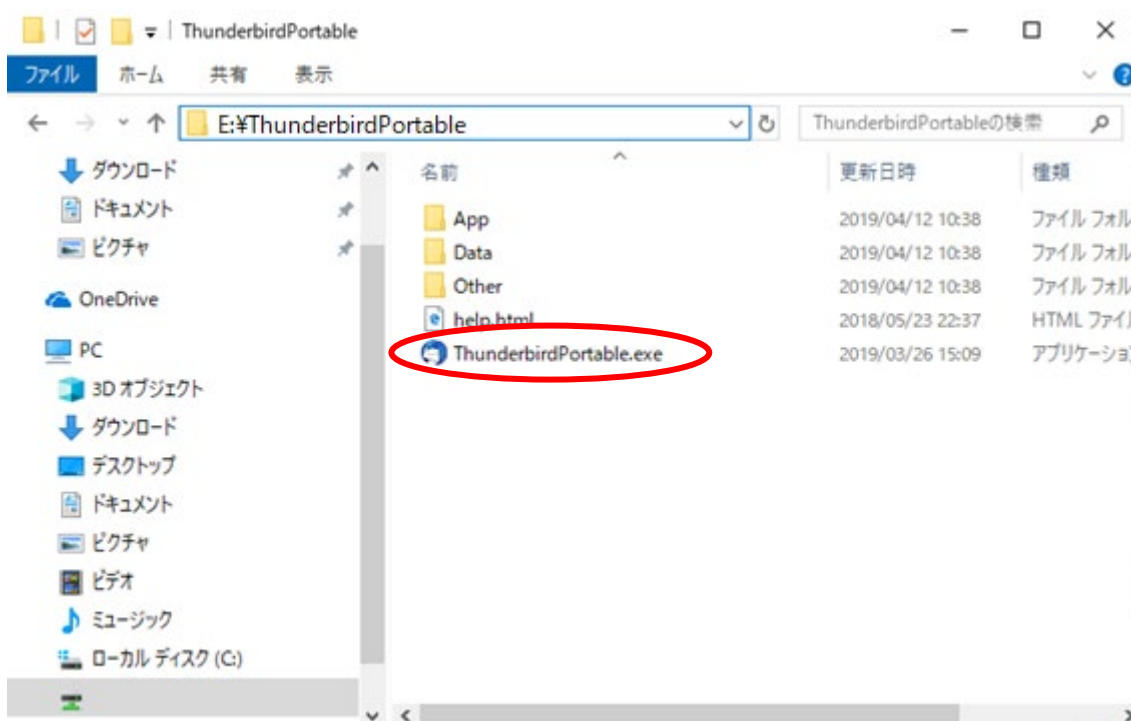 ThunderbirdPortable
ファイル ホーム 共有 表示
E:¥ThunderbirdPortable ThunderbirdPortableの検索
ダウンロード
ドキュメント
ピクチャ
OneDrive
PC
3D オブジェクト
ダウンロード
デスクトップ
ドキュメント
ピクチャ
ビデオ
ミュージック
ローカル ディスク (C:)
名前 更新日時 種類
App 2019/04/12 10:38 ファイル フォル
Data 2019/04/12 10:38 ファイル フォル
Other 2019/04/12 10:38 ファイル フォル
help.html 2018/05/23 22:37 HTML ファイ
ThunderbirdPortable.exe 2019/03/26 15:09 アプリケーショ